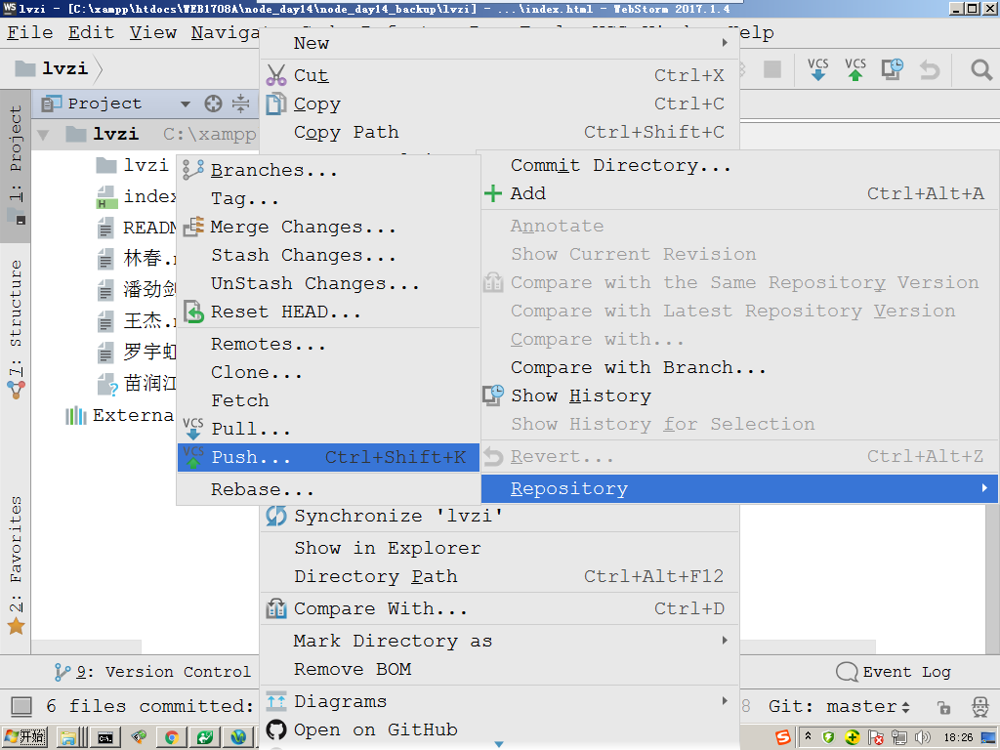 lvzi - [C:\xampp\htdocs\WEB1708A\node_day14\node_day14_backup\lvzi] - ...\index.html - WebStorm 2017.1.4
File Edit View Naviga
elp
lvzi
VCS VCS
1: Project
Project
lvzi C:\xampp
lvzi
index
READM
林春.
潘劲剑
王杰.
罗宇虹
苗润江
Externa
7: Structure
2: Favorites
New
Cut Ctrl+X
Copy Ctrl+C
Copy Path Ctrl+Shift+C
Branches...
Tag...
Merge Changes...
Stash Changes...
UnStash Changes...
Reset HEAD...
Remotes...
Clone...
Fetch
VCS Pull...
VCS Push... Ctrl+Shift+K
Rebase...
Commit Directory...
Add Ctrl+Alt+A
Annotate
Show Current Revision
Compare with the Same Repository Version
Compare with Latest Repository Version
Compare with...
Compare with Branch...
Show History
Show History for Selection
Revert... Ctrl+Alt+Z
Repository
Synchronize 'lvzi'
Show in Explorer
Directory Path Ctrl+Alt+F12
Compare With... Ctrl+D
Mark Directory as
Remove BOM
Diagrams
Open on GitHub
9: Version Control
Event Log
6 files committed:
8 Git: master
开始
18:26